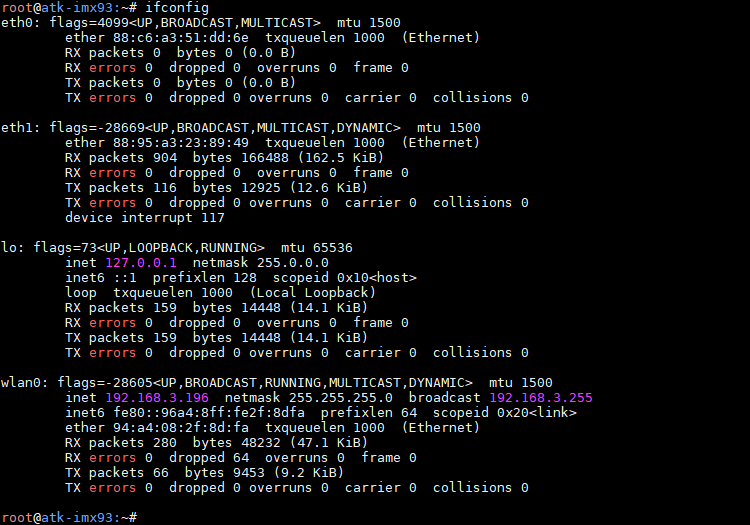 root@atk-imx93:~# ifconfig
eth0: flags=4099<UP,BROADCAST,MULTICAST>  mtu 1500
        ether 88:c6:a3:51:dd:6e  txqueuelen 1000  (Ethernet)
        RX packets 0  bytes 0 (0.0 B)
        RX errors 0  dropped 0  overruns 0  frame 0
        TX packets 0  bytes 0 (0.0 B)
        TX errors 0  dropped 0 overruns 0  carrier 0  collisions 0

eth1: flags=-28669<UP,BROADCAST,MULTICAST,DYNAMIC>  mtu 1500
        ether 88:95:a3:23:89:49  txqueuelen 1000  (Ethernet)
        RX packets 904  bytes 166488 (162.5 KiB)
        RX errors 0  dropped 0  overruns 0  frame 0
        TX packets 116  bytes 12925 (12.6 KiB)
        TX errors 0  dropped 0 overruns 0  carrier 0  collisions 0
        device interrupt 117

lo: flags=73<UP,LOOPBACK,RUNNING>  mtu 65536
        inet 127.0.0.1  netmask 255.0.0.0
        inet6 ::1  prefixlen 128  scopeid 0x10<host>
        loop  txqueuelen 1000  (Local Loopback)
        RX packets 159  bytes 14448 (14.1 KiB)
        RX errors 0  dropped 0  overruns 0  frame 0
        TX packets 159  bytes 14448 (14.1 KiB)
        TX errors 0  dropped 0 overruns 0  carrier 0  collisions 0

wlan0: flags=-28605<UP,BROADCAST,RUNNING,MULTICAST,DYNAMIC>  mtu 1500
        inet 192.168.3.196  netmask 255.255.255.0  broadcast 192.168.3.255
        inet6 fe80::96a4:8ff:fe2f:8dfa  prefixlen 64  scopeid 0x20<link>
        ether 94:a4:08:2f:8d:fa  txqueuelen 1000  (Ethernet)
        RX packets 280  bytes 48232 (47.1 KiB)
        RX errors 0  dropped 64  overruns 0  frame 0
        TX packets 66  bytes 9453 (9.2 KiB)
        TX errors 0  dropped 0 overruns 0  carrier 0  collisions 0

root@atk-imx93:~#